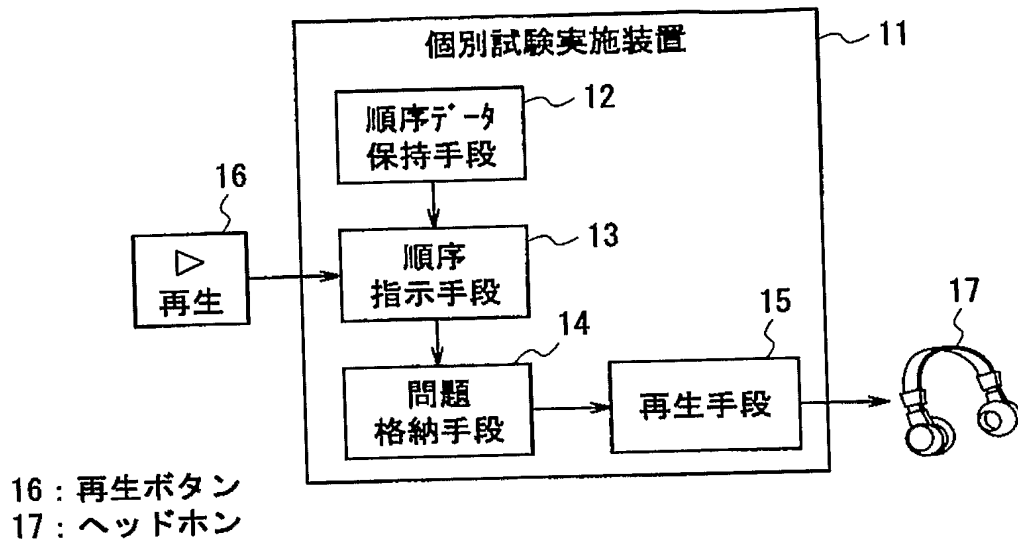 個別試験実施装置
11
順序データ
保持手段
12
16
▷
再生
順序
指示手段
13
問題
格納手段
14
再生手段
15
17
16：再生ボタン
17：ヘッドホン